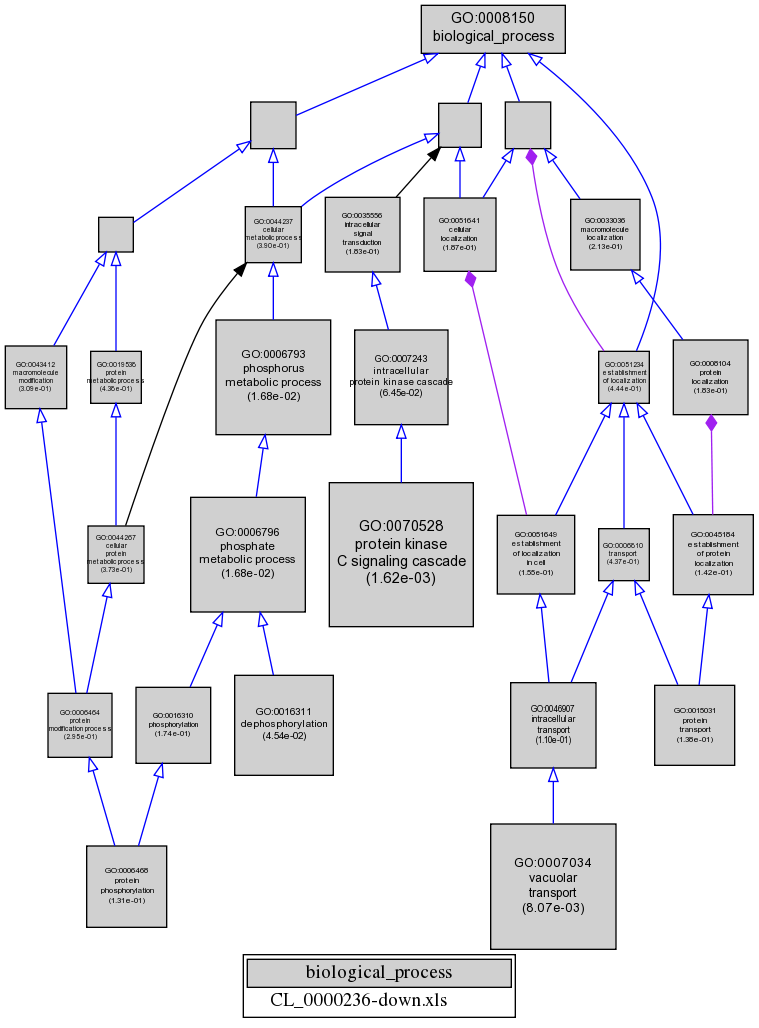 GO:0008150
biological_process
GO:0044237
cellular
metabolic process
(3.90e-01)
GO:0035556
intracellular
signal
transduction
(1.83e-01)
GO:0051641
cellular
localization
(1.87e-01)
GO:0033036
macromolecule
localization
(2.13e-01)
GO:0043412
macromolecule
modification
(3.09e-01)
GO:0019538
protein
metabolic process
(4.36e-01)
GO:0006793
phosphorus
metabolic process
(1.68e-02)
GO:0007243
intracellular
protein kinase cascade
(6.45e-02)
GO:0051234
establishment
of localization
(4.44e-01)
GO:0008104
protein
localization
(1.83e-01)
GO:0044267
cellular
protein
metabolic process
(3.73e-01)
GO:0006796
phosphate
metabolic process
(1.68e-02)
GO:0070528
protein kinase
C signaling cascade
(1.62e-03)
GO:0051649
establishment
of localization
in cell
(1.55e-01)
GO:0006810
transport
(4.37e-01)
GO:0045184
establishment
of protein
localization
(1.42e-01)
GO:0006464
protein
modification process
(2.95e-01)
GO:0016310
phosphorylation
(1.74e-01)
GO:0016311
dephosphorylation
(4.54e-02)
GO:0046907
intracellular
transport
(1.10e-01)
GO:0015031
protein
transport
(1.36e-01)
GO:0006468
protein
phosphorylation
(1.31e-01)
GO:0007034
vacuolar
transport
(8.07e-03)
biological_process
CL_0000236-down.xls